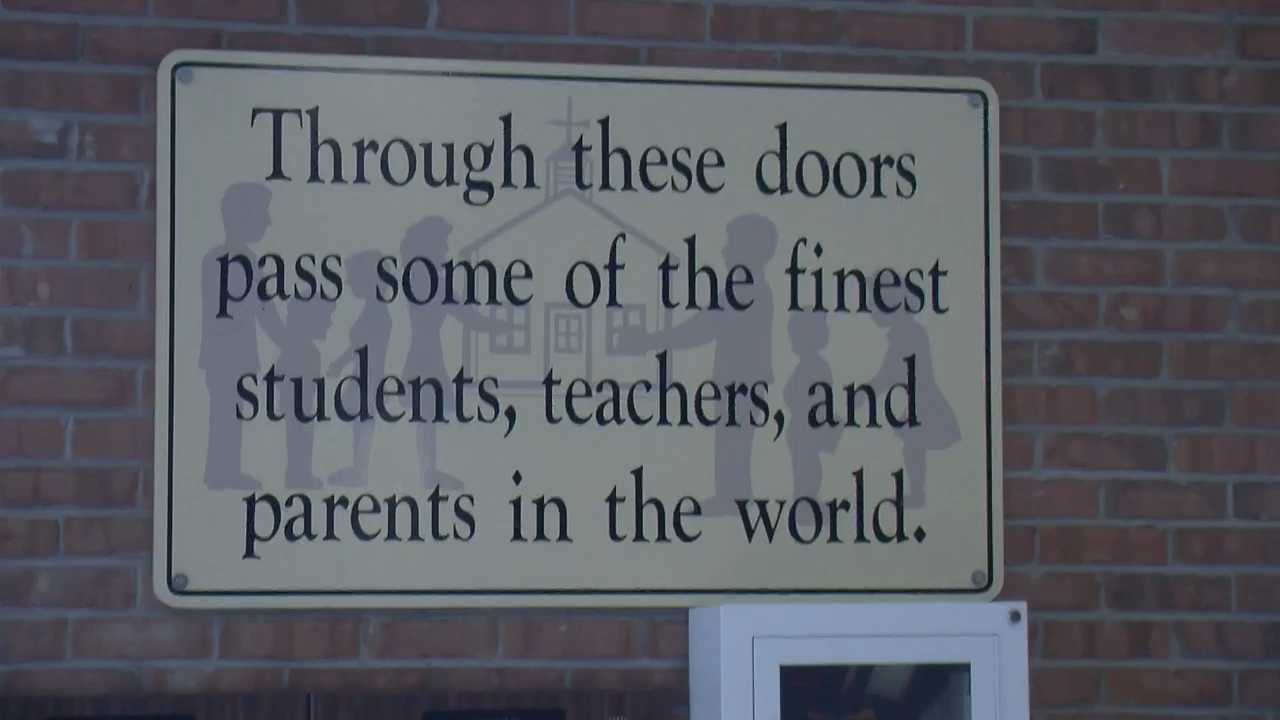 Through these doors
pass some of the finest
students, teachers, and
parents in the world.